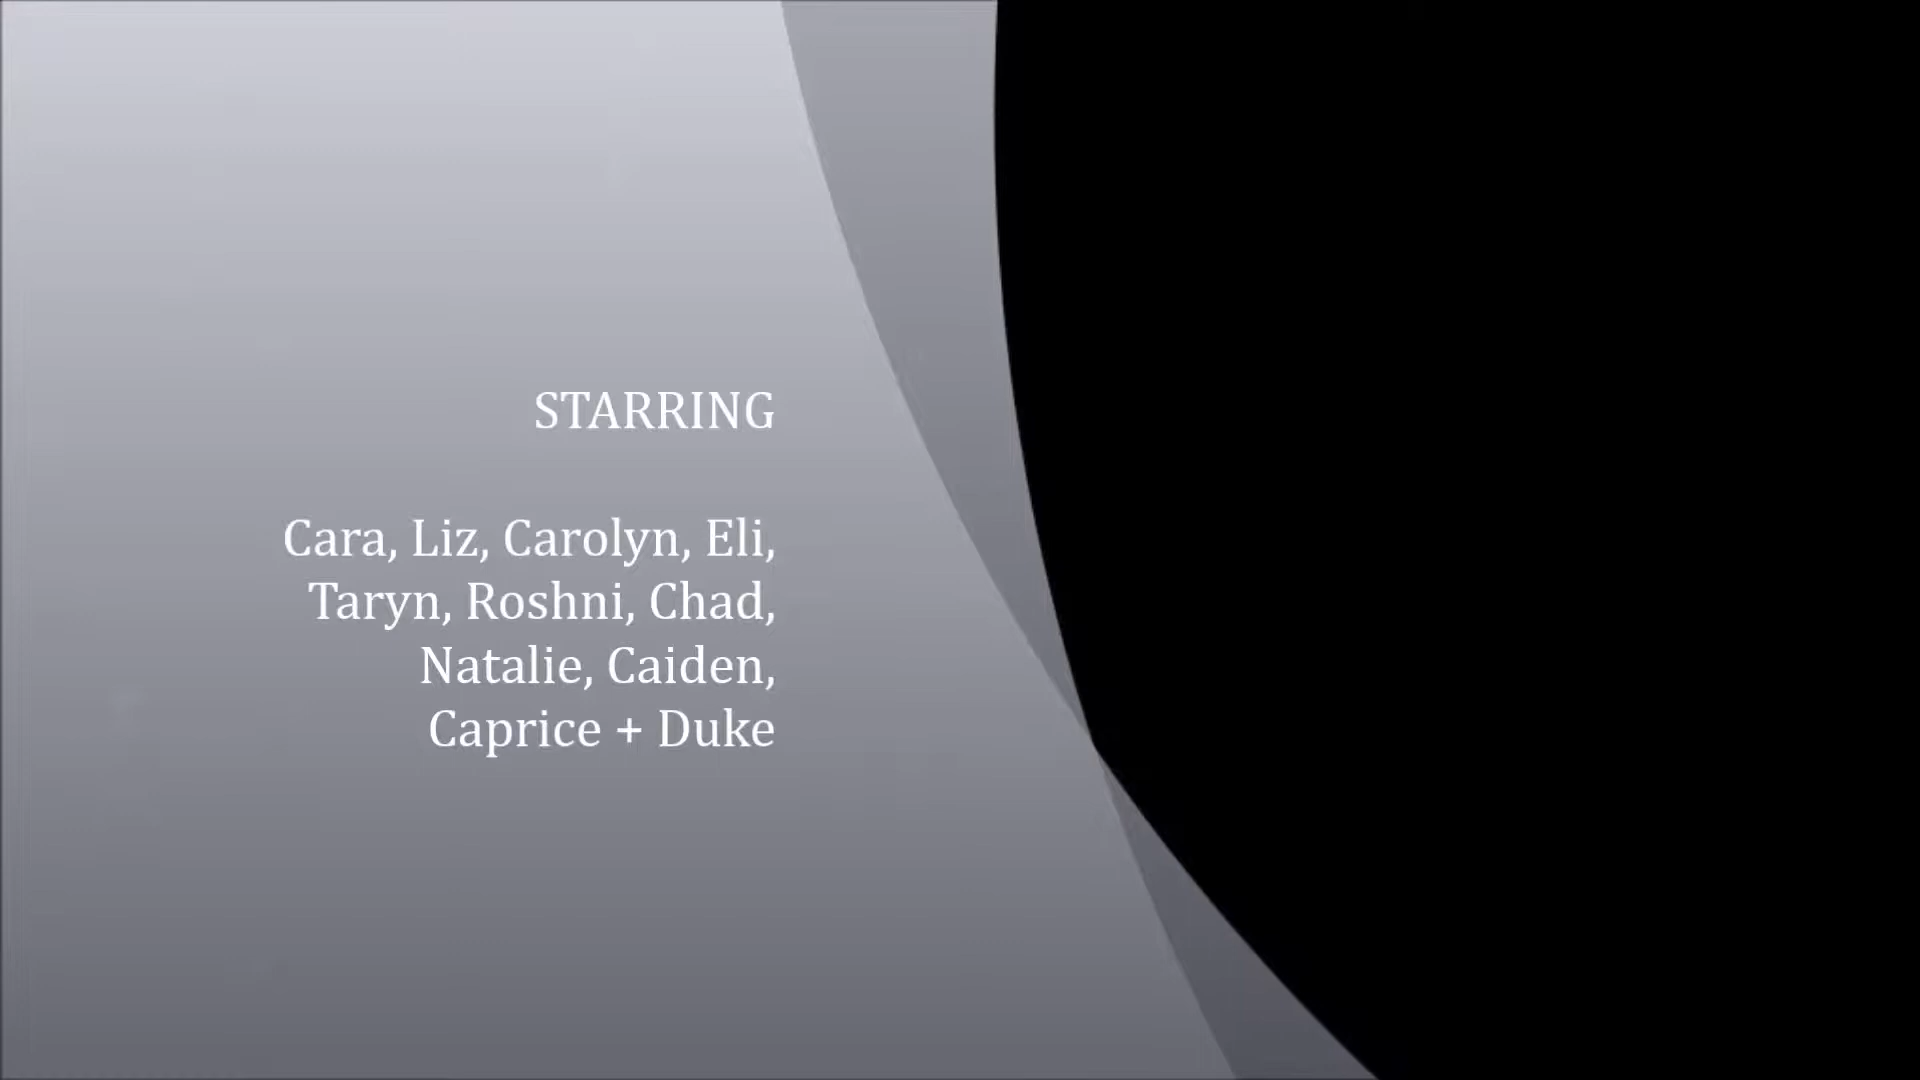 STARRING
Cara, Liz, Carolyn, Eli,
Taryn, Roshni, Chad,
Natalie, Caiden,
Caprice + Duke